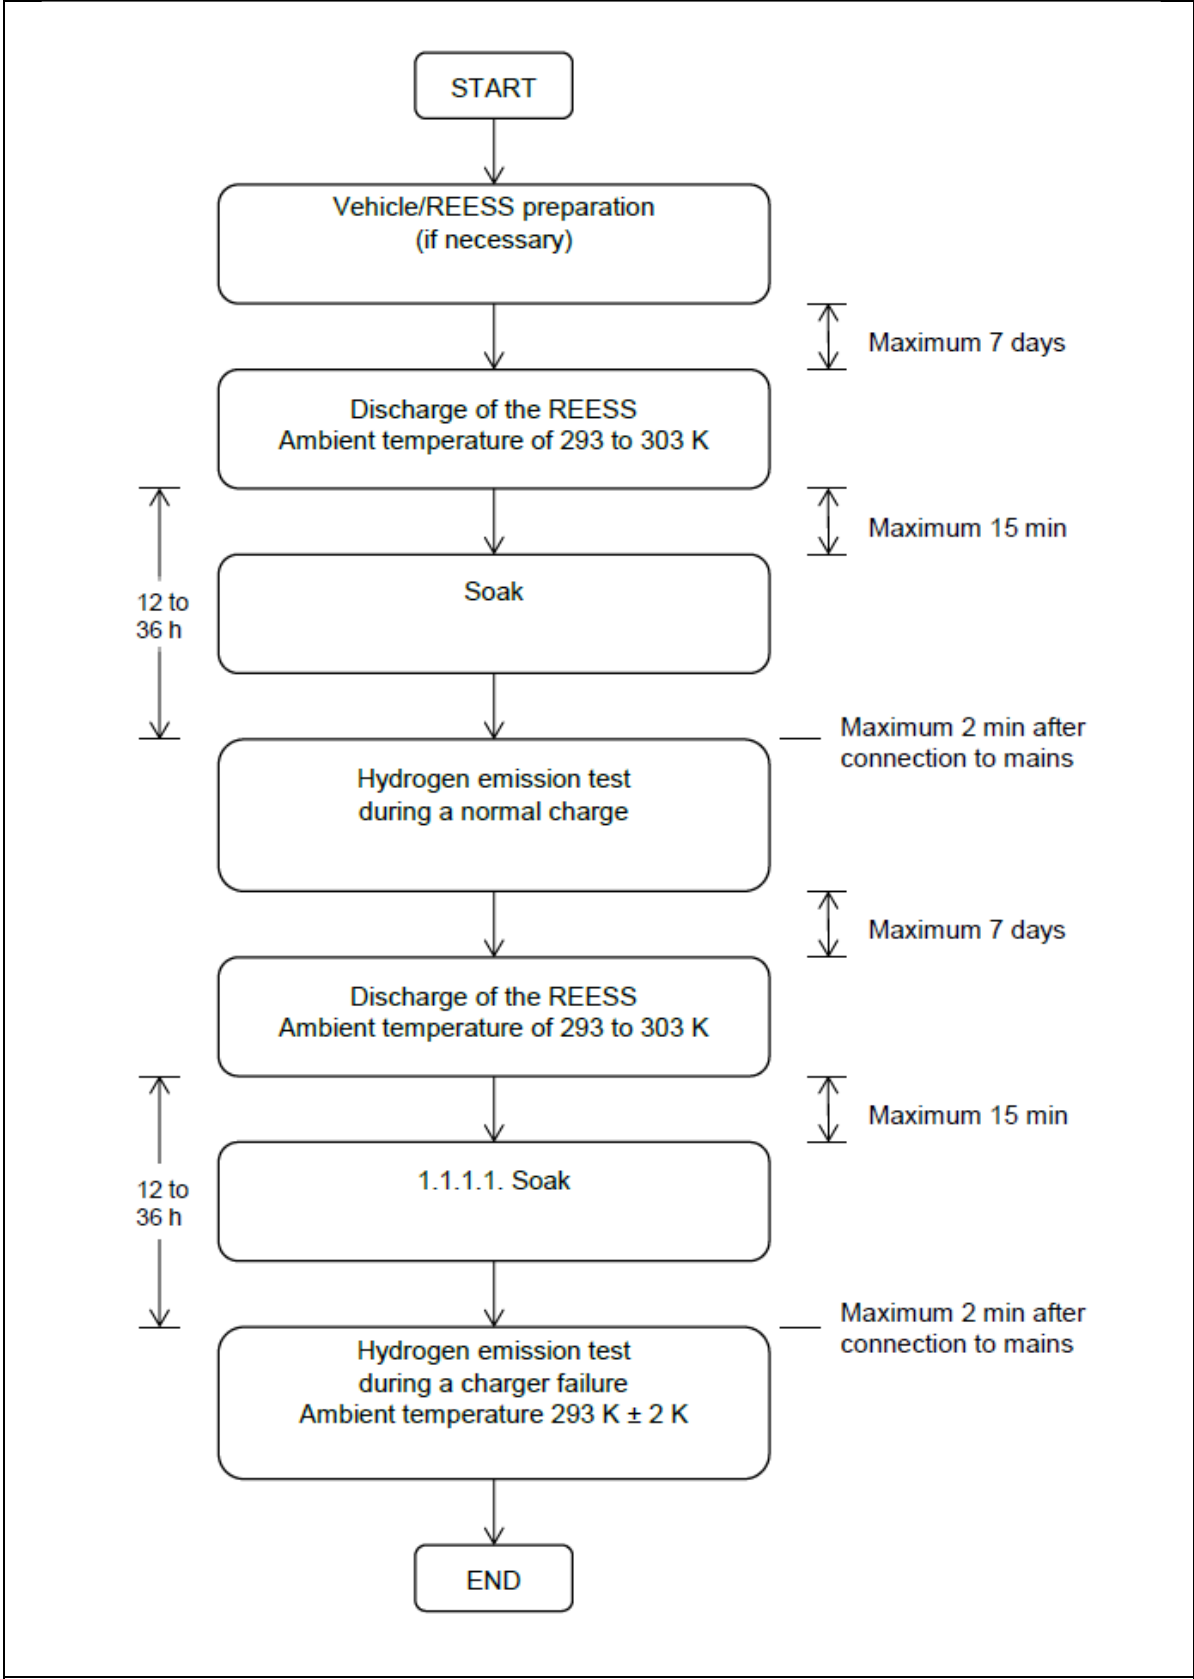 START
Vehicle/REESS preparation
(if necessary)
Maximum 7 days
Discharge of the REESS
Ambient temperature of 293 to 303 K
Maximum 15 min
Soak
12 to
36 h
Maximum 2 min after
connection to mains
Hydrogen emission test
during a normal charge
Maximum 7 days
Discharge of the REESS
Ambient temperature of 293 to 303 K
Maximum 15 min
1.1.1.1. Soak
12 to
36 h
Maximum 2 min after
connection to mains
Hydrogen emission test
during a charger failure
Ambient temperature 293 K ± 2 K
END